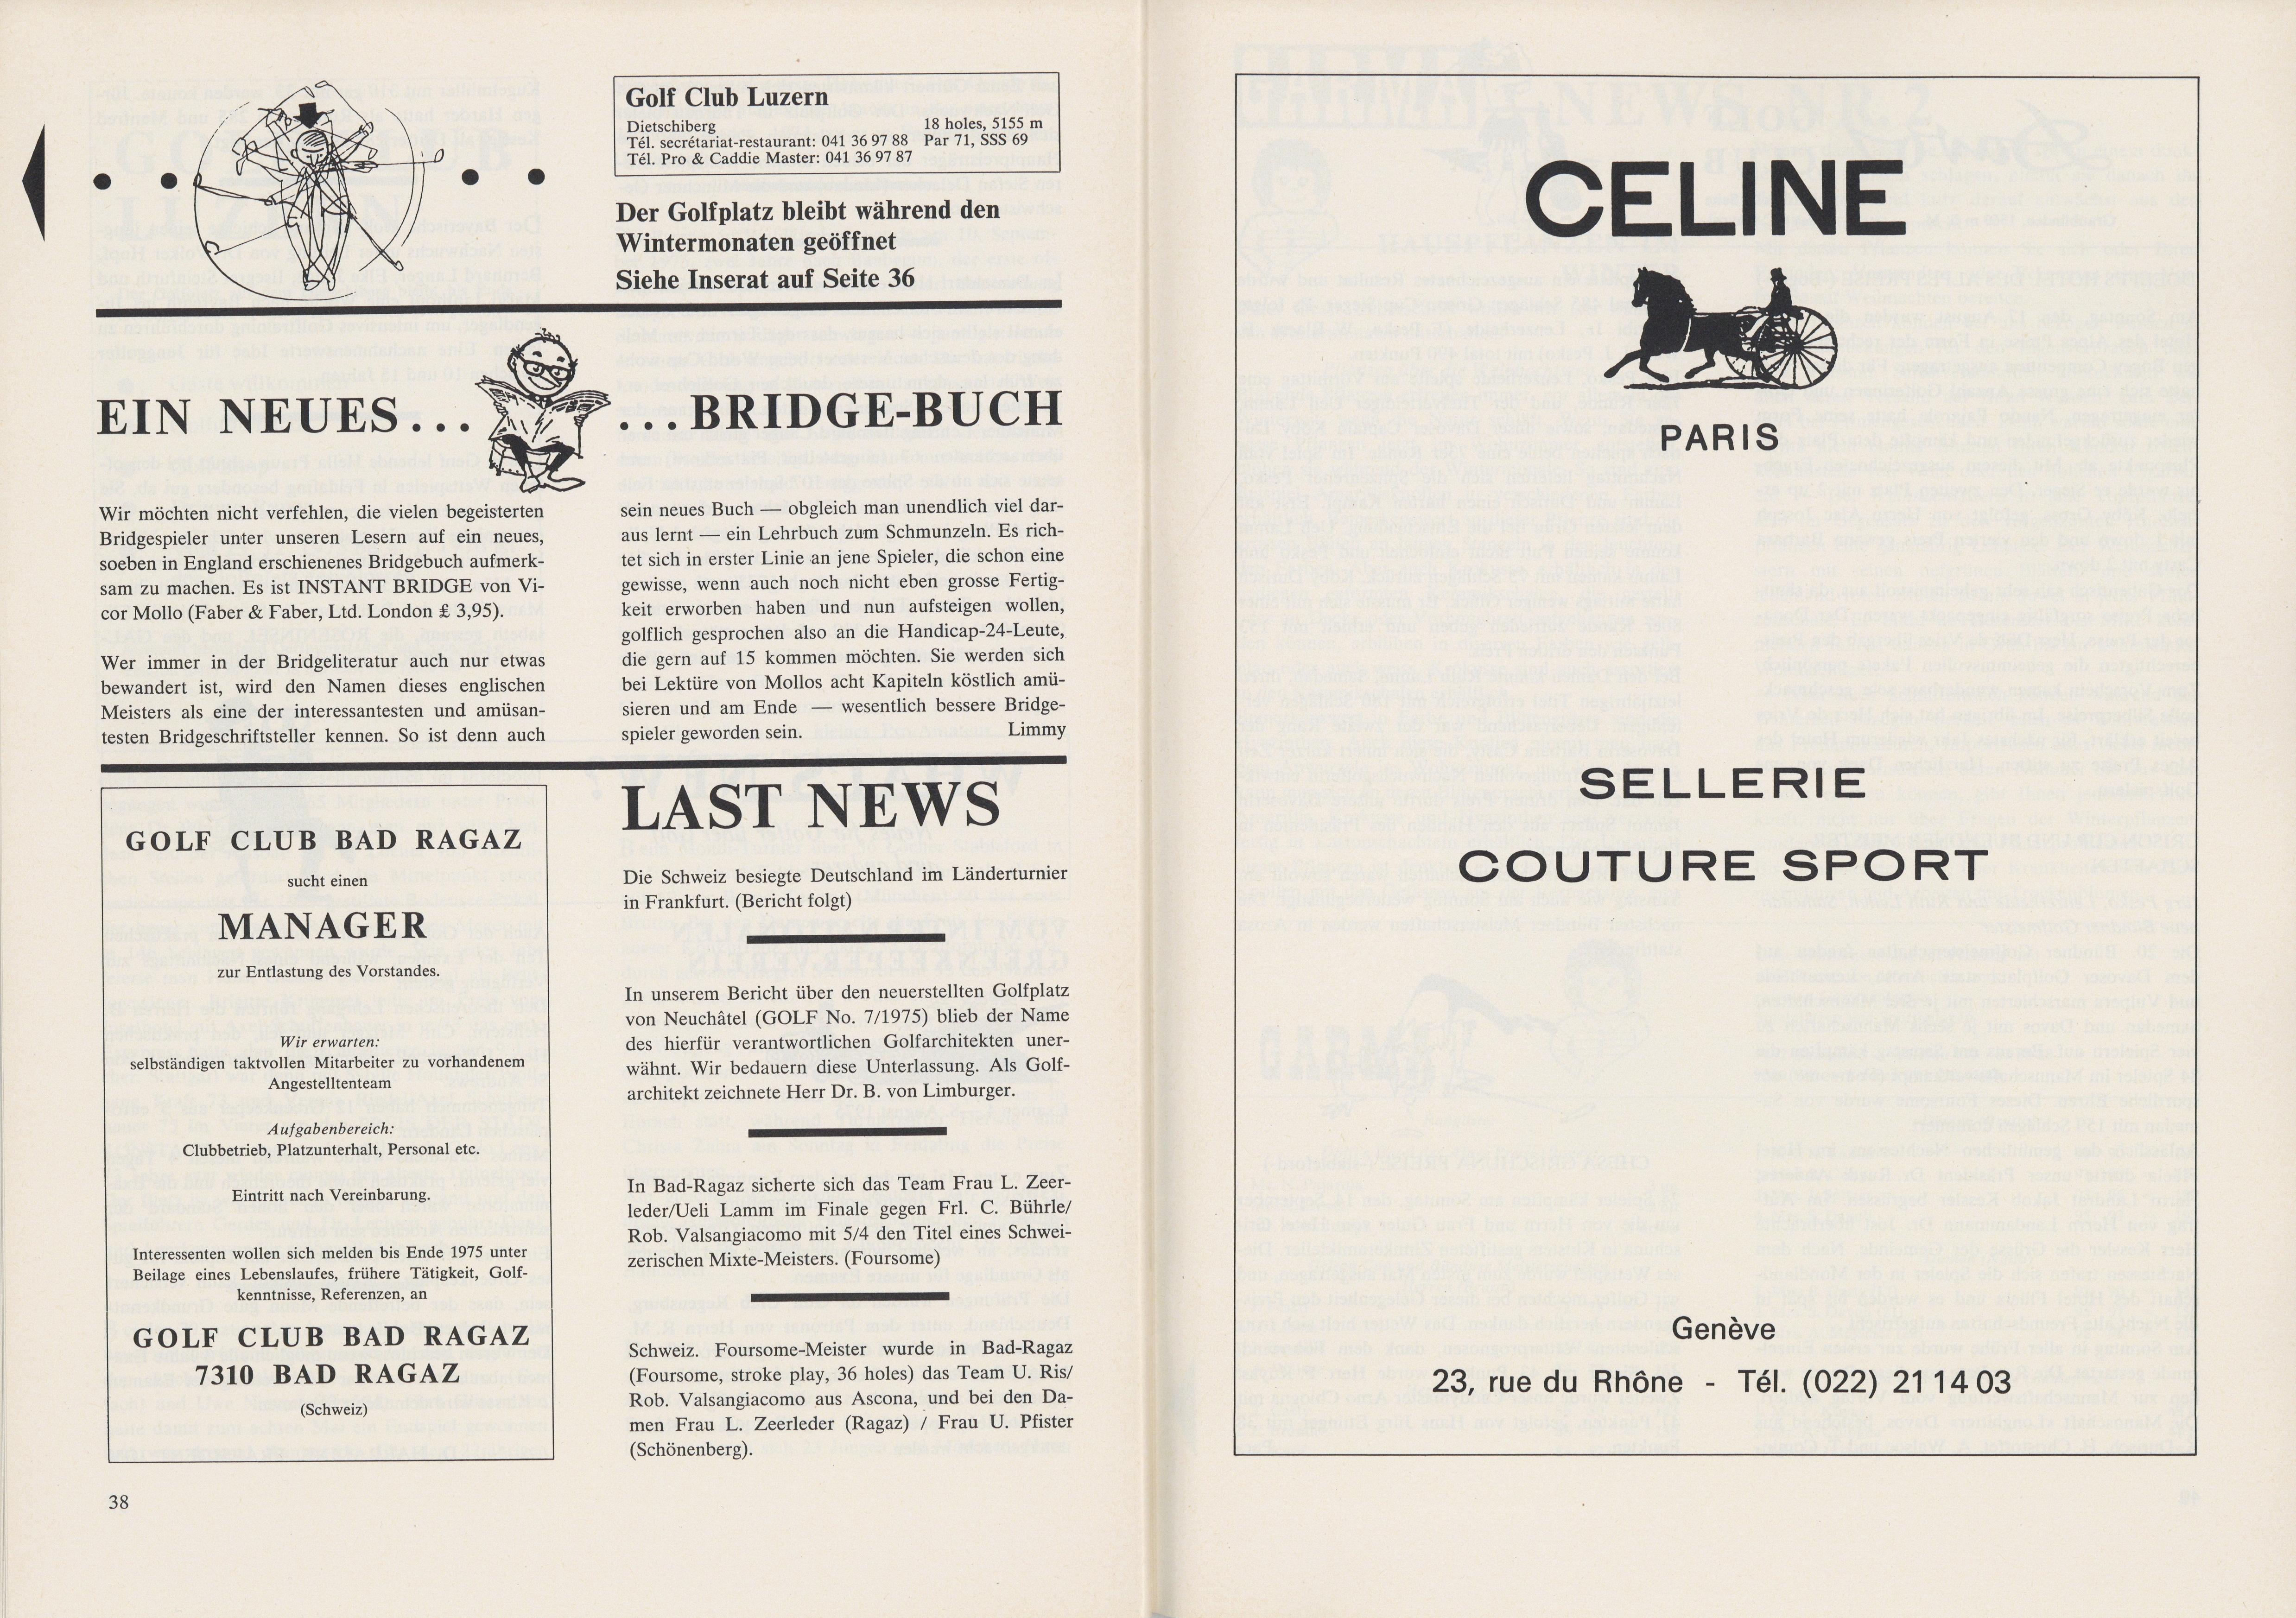 Golf Club Luzern
Dietschiberg
18 holes, 5155 m
Tél. secrétariat-restaurant: 041 36 97 88
Par 71, SSS 69
Tél. Pro & Caddie Master: 041 36 97 87
Der Golfplatz bleibt während den
Wintermonaten geöffnet
Siehe Inserat auf Seite 36
EIN NEUES...
...BRIDGE-BUCH
Wir möchten nicht verfehlen, die vielen begeisterten
Bridgespieler unter unseren Lesern auf ein neues,
soeben in England erschienenes Bridgebuch aufmerk-
sam zu machen. Es ist INSTANT BRIDGE von Vi-
cor Mollo (Faber & Faber, Ltd. London £ 3,95).
Wer immer in der Bridgeliteratur auch nur etwas
bewandert ist, wird den Namen dieses englischen
Meisters als eine der interessantesten und amüsan-
testen Bridgeschriftsteller kennen. So ist denn auch
sein neues Buch — obgleich man unendlich viel dar-
aus lernt — ein Lehrbuch zum Schmunzeln. Es rich-
tet sich in erster Linie an jene Spieler, die schon eine
gewisse, wenn auch noch nicht eben grosse Fertig-
keit erworben haben und nun aufsteigen wollen,
golflich gesprochen also an die Handicap-24-Leute,
die gern auf 15 kommen möchten. Sie werden sich
bei Lektüre von Mollos acht Kapiteln köstlich amü-
sieren und am Ende — wesentlich bessere Bridge-
spieler geworden sein. Limmy
GOLF CLUB BAD RAGAZ
sucht einen
MANAGER
zur Entlastung des Vorstandes.
Wir erwarten:
selbständigen taktvollen Mitarbeiter zu vorhandenem
Angestelltenteam
Aufgabenbereich:
Clubbetrieb, Platzunterhalt, Personal etc.
Eintritt nach Vereinbarung.
Interessenten wollen sich melden bis Ende 1975 unter
Beilage eines Lebenslaufes, frühere Tätigkeit, Golf-
kenntnisse, Referenzen, an
GOLF CLUB BAD RAGAZ
7310 BAD RAGAZ
(Schweiz)
LAST NEWS
Die Schweiz besiegte Deutschland im Länderturnier
in Frankfurt. (Bericht folgt)
In unserem Bericht über den neuerstellten Golfplatz
von Neuchâtel (GOLF No. 7/1975) blieb der Name
des hierfür verantwortlichen Golfarchitekten uner-
wähnt. Wir bedauern diese Unterlassung. Als Golf-
architekt zeichnete Herr Dr. B. von Limburger.
In Bad-Ragaz sicherte sich das Team Frau L. Zeer-
leder/Ueli Lamm im Finale gegen Frl. C. Bührle/
Rob. Valsangiacomo mit 5/4 den Titel eines Schwei-
zerischen Mixte-Meisters. (Foursome)
Schweiz. Foursome-Meister wurde in Bad-Ragaz
(Foursome, stroke play, 36 holes) das Team U. Ris/
Rob. Valsangiacomo aus Ascona, und bei den Da-
men Frau L. Zeerleder (Ragaz) / Frau U. Pfister
(Schönenberg).
38
CELINE
PARIS
SELLERIE
COUTURE SPORT
Genève
23, rue du Rhône - Tél. (022) 21 14 03